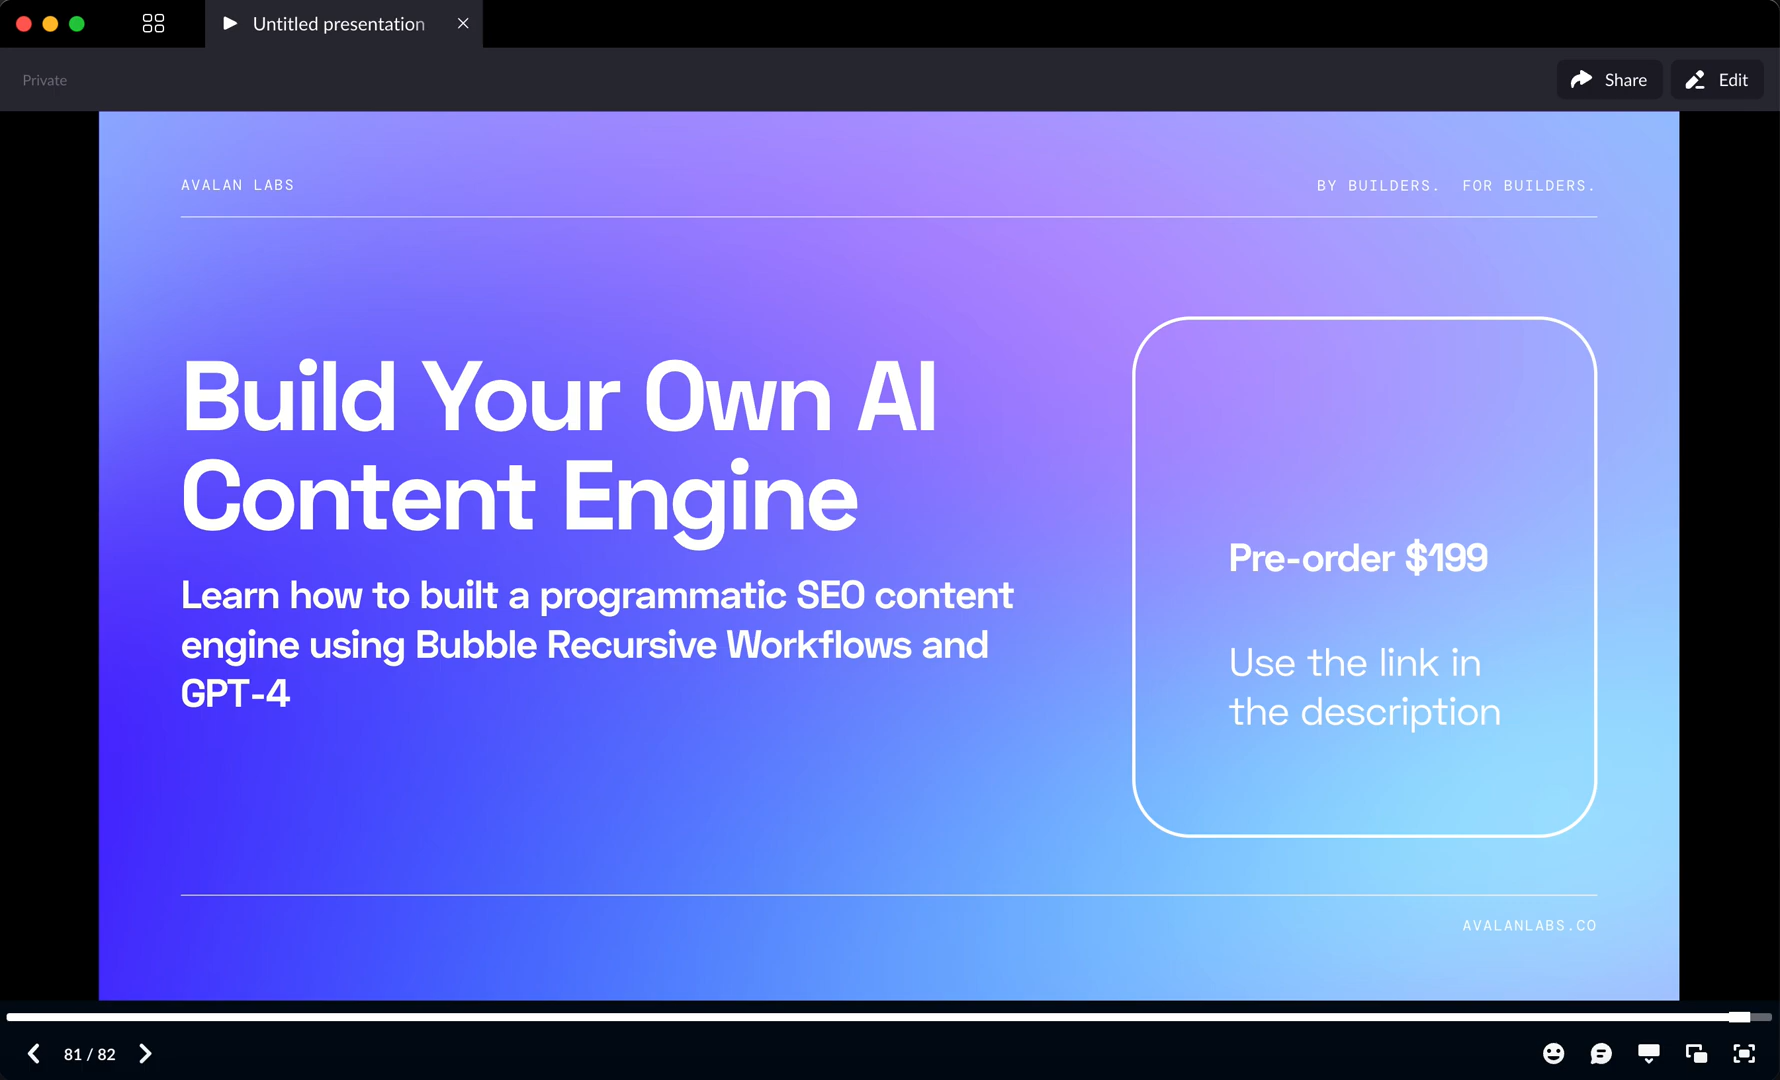 Untitled presentation
Private
Share
Edit
AVALAN LABS
BY BUILDERS. FOR BUILDERS.
Build Your Own AI
Content Engine
Learn how to built a programmatic SEO content
engine using Bubble Recursive Workflows and
GPT-4
Pre-order $199
Use the link in
the description
AVALANLABS.CO
81 / 82